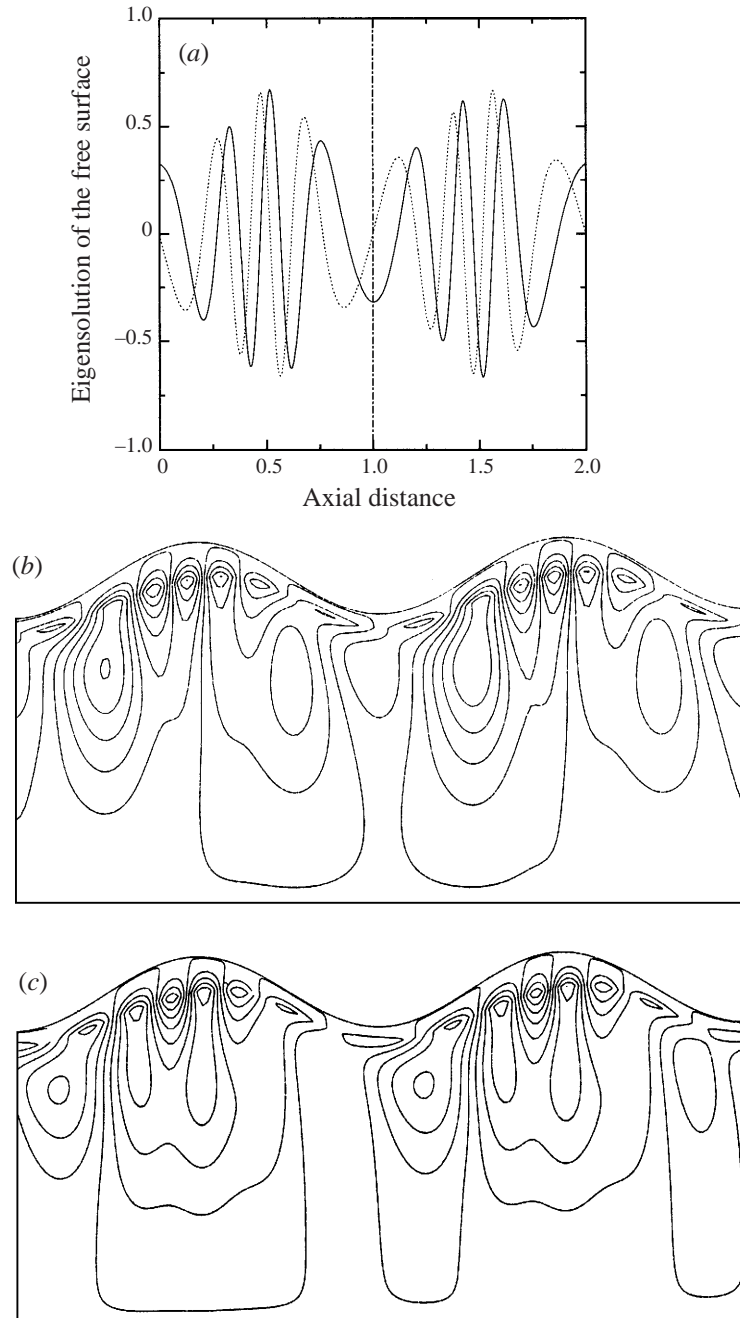 1.0
(a)
0.5
0
–0.5
–1.0
Eigensolution of the free surface
0 0.5 1.0 1.5 2.0
Axial distance
(b)
(c)